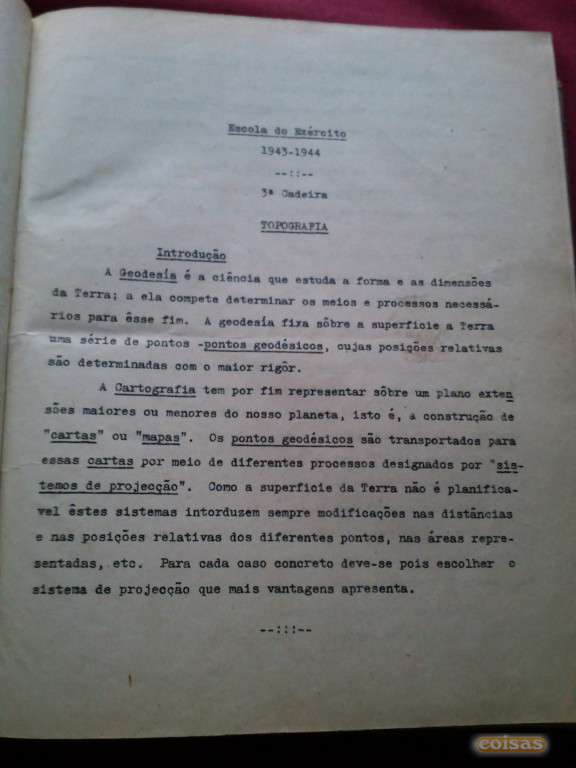 Escola do Exército
1943-1944
--::--
3ª Cadeira
TOPOGRAFIA
Introdução
A Geodesía é a ciência que estuda a forma e as dimensões
da Terra; a ela compete determinar os meios e processos necessá-
rios para êsse fim. A geodesía fixa sôbre a superficie a Terra
uma série de pontos -pontos geodésicos, cujas posições relativas
são determinadas com o maior rigôr.
A Cartografia tem por fim representar sôbre um plano exten
sões maiores ou menores do nosso planeta, isto é, a construção de
"cartas" ou "mapas". Os pontos geodésicos são transportados para
essas cartas por meio de diferentes processos designados por "sis-
temos de projecção". Como a superficie da Terra não é planifica-
vel êstes sistemas intorduzem sempre modificações nas distâncias
e nas posições relativas dos diferentes pontos, nas áreas repre-
sentadas, etc. Para cada caso concreto deve-se pois escolher o
sistema de projecção que mais vantagens apresenta.
--:::--
coisas